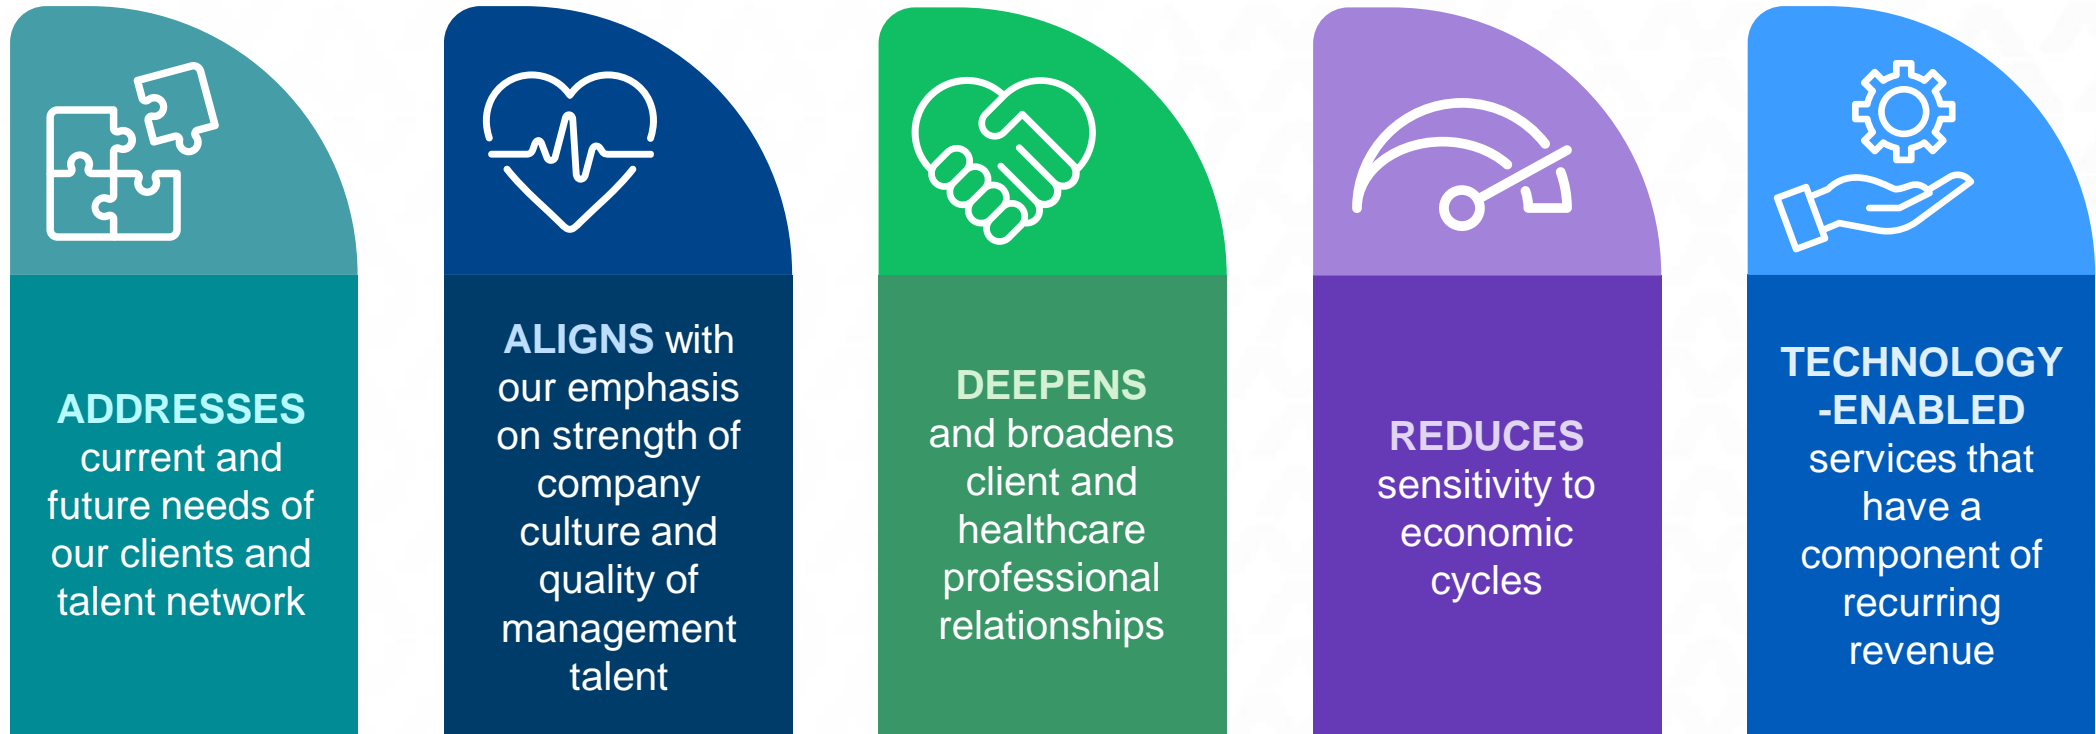 ADDRESSES
current and
future needs of
our clients and
talent network
ALIGNS with
our emphasis
on strength of
company
culture and
quality of
management
talent
DEEPENS
and broadens
client and
healthcare
professional
relationships
REDUCES
sensitivity to
economic
cycles
TECHNOLOGY
-ENABLED
services that
have a
component of
recurring
revenue